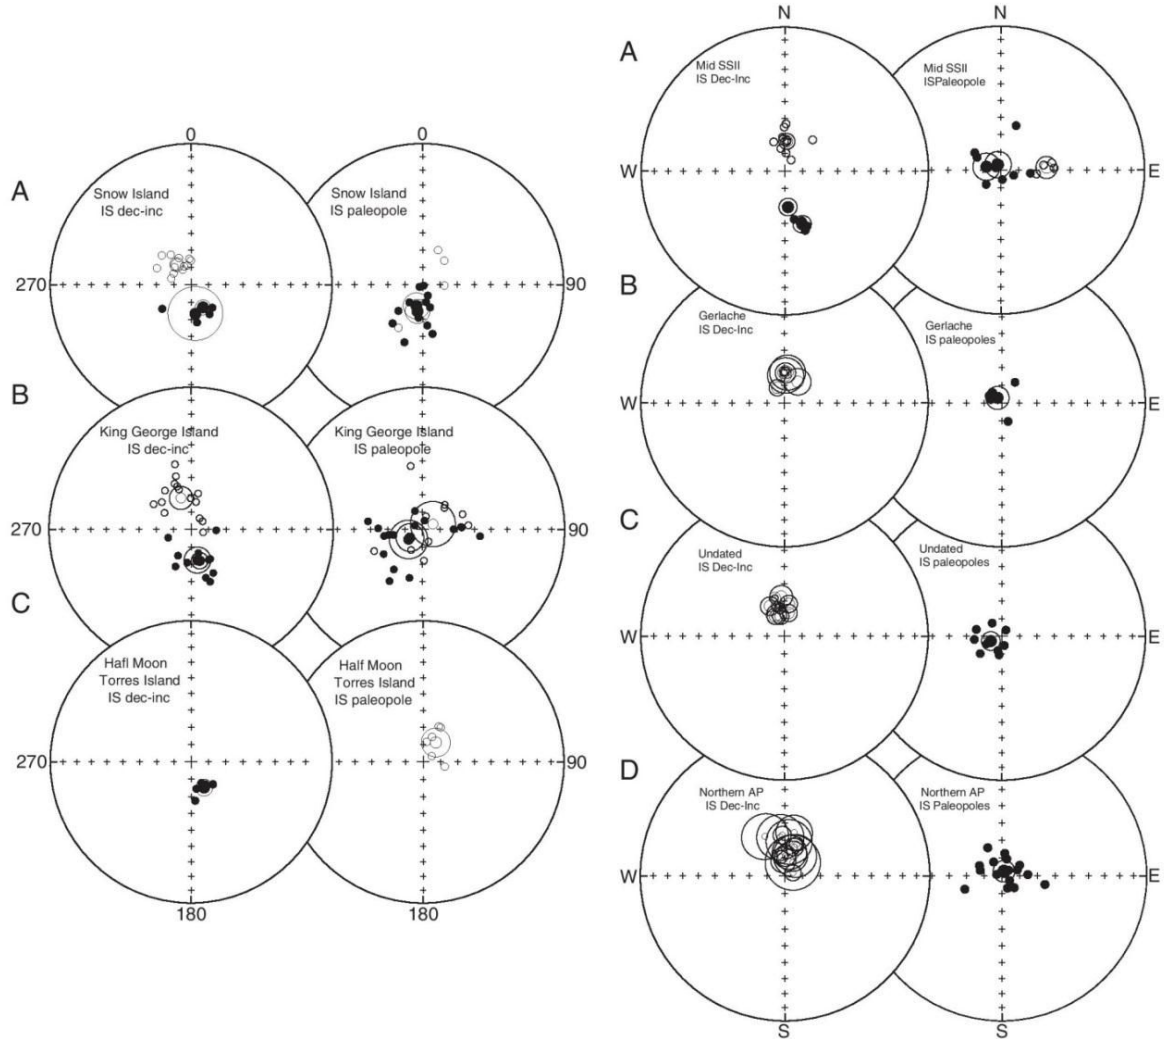 A
0
0
Snow Island
IS dec-inc
Snow Island
IS paleopole
270
90
B
King George Island
IS dec-inc
King George Island
IS paleopole
270
90
C
Hafl Moon
Torres Island
IS dec-inc
Half Moon
Torres Island
IS paleopole
270
90
180
180
A
N
N
Mid SSII
IS Dec-Inc
Mid SSII
ISPaleopole
W
E
B
Gerlache
IS Dec-Inc
Gerlache
IS paleopoles
W
E
C
Undated
IS Dec-Inc
Undated
IS paleopoles
W
E
D
Northern AP
IS Dec-Inc
Northern AP
IS Paleopoles
W
E
S
S